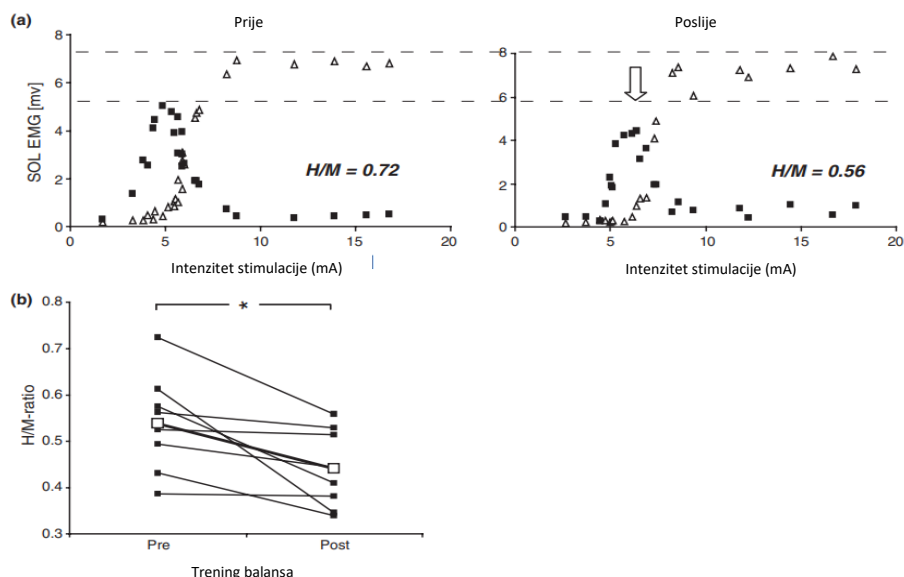 (a)
Prije
Poslije
SOL EMG [mv]
8
6
4
2
0
H/M = 0.72
0 5 10 15 20
Intenzitet stimulacije (mA)
8
6
4
2
0
H/M = 0.56
0 5 10 15 20
Intenzitet stimulacije (mA)
(b)
*
H/M-ratio
0.8
0.7
0.6
0.5
0.4
0.3
Pre Post
Trening balansa